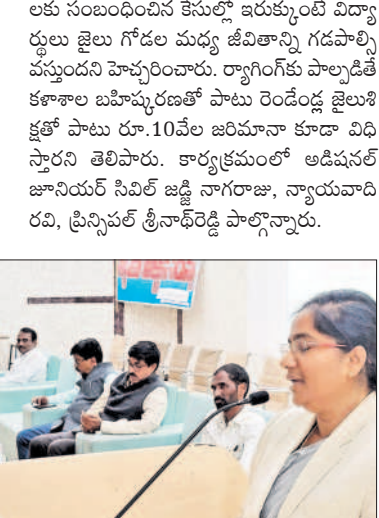 లకు సంబంధించిన కేసుల్లో ఇరుక్కుంటే విద్యా
ర్థులు జైలు గోడల మధ్య జీవితాన్ని గడపాల్సి
వస్తుందని హెచ్చరించారు. ర్యాగింగ్‌కు పాల్పడితే
కళాశాల బహిష్కరణతో పాటు రెండేండ్ల జైలుశి
క్షతో పాటు రూ.10వేల జరిమానా కూడా విధి
స్తారని తెలిపారు. కార్యక్రమంలో అడిషనల్
జూనియర్ సివిల్ జడ్జి నాగరాజు, న్యాయవాది
రవి, ప్రిన్సిపల్ శ్రీనాథ్‌రెడ్డి పాల్గొన్నారు.